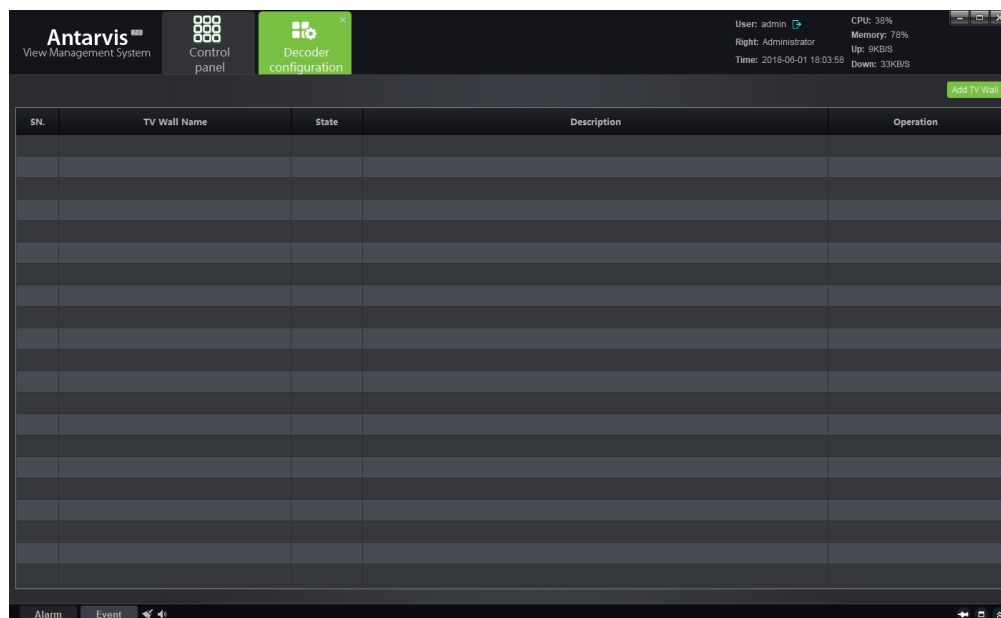 Antarvis 2.0
View Management System
Control
panel
Decoder
configuration
User: admin
Right: Administrator
Time: 2018-06-01 18:03:58
CPU: 38%
Memory: 78%
Up: 9KB/S
Down: 33KB/S
Add TV Wall
SN. TV Wall Name State Description Operation
Alarm Event